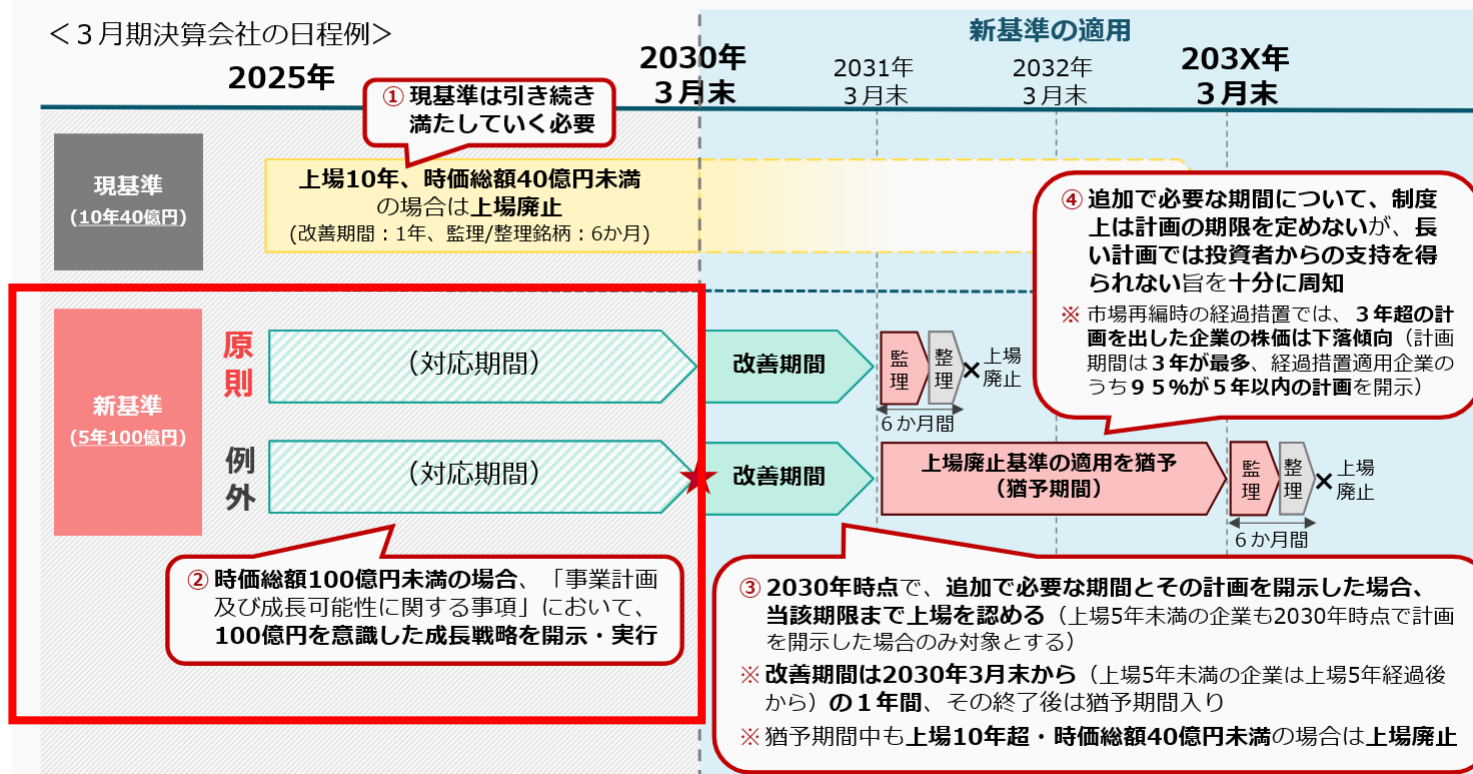 ＜３月期決算会社の日程例＞
新基準の適用
2025年
2030年
３月末
2031年
３月末
2032年
３月末
203X年
３月末
① 現基準は引き続き
満たしていく必要
現基準
(10年40億円)
上場10年、時価総額40億円未満
の場合は上場廃止
(改善期間：1年、監理/整理銘柄：6か月)
④ 追加で必要な期間について、制度
上は計画の期限を定めないが、長
い計画では投資者からの支持を得
られない旨を十分に周知
※ 市場再編時の経過措置では、３年超の計
画を出した企業の株価は下落傾向（計画
期間は３年が最多、経過措置適用企業の
うち９５%が５年以内の計画を開示）
新基準
(5年100億円)
原
則
（対応期間）
改善期間
監
理
整
理
×上場
廃止
６か月間
例
外
（対応期間）
★
改善期間
上場廃止基準の適用を猶予
（猶予期間）
監
理
整
理
×上場
廃止
６か月間
② 時価総額100億円未満の場合、「事業計画
及び成長可能性に関する事項」において、
100億円を意識した成長戦略を開示・実行
③ 2030年時点で、追加で必要な期間とその計画を開示した場合、
当該期限まで上場を認める（上場5年未満の企業も2030年時点で計画
を開示した場合のみ対象とする）
※ 改善期間は2030年3月末から（上場5年未満の企業は上場5年経過後
から）の１年間、その終了後は猶予期間入り
※ 猶予期間中も上場10年超・時価総額40億円未満の場合は上場廃止